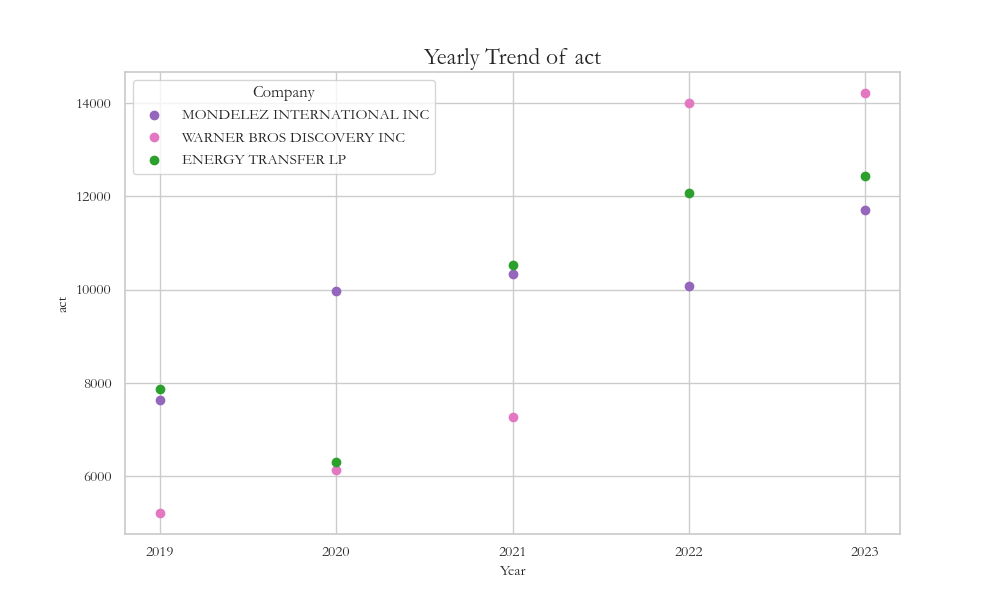 Yearly Trend of act
Company
MONDELEZ INTERNATIONAL INC
WARNER BROS DISCOVERY INC
ENERGY TRANSFER LP
14000
12000
10000
8000
6000
act
2019 2020 2021 2022 2023
Year